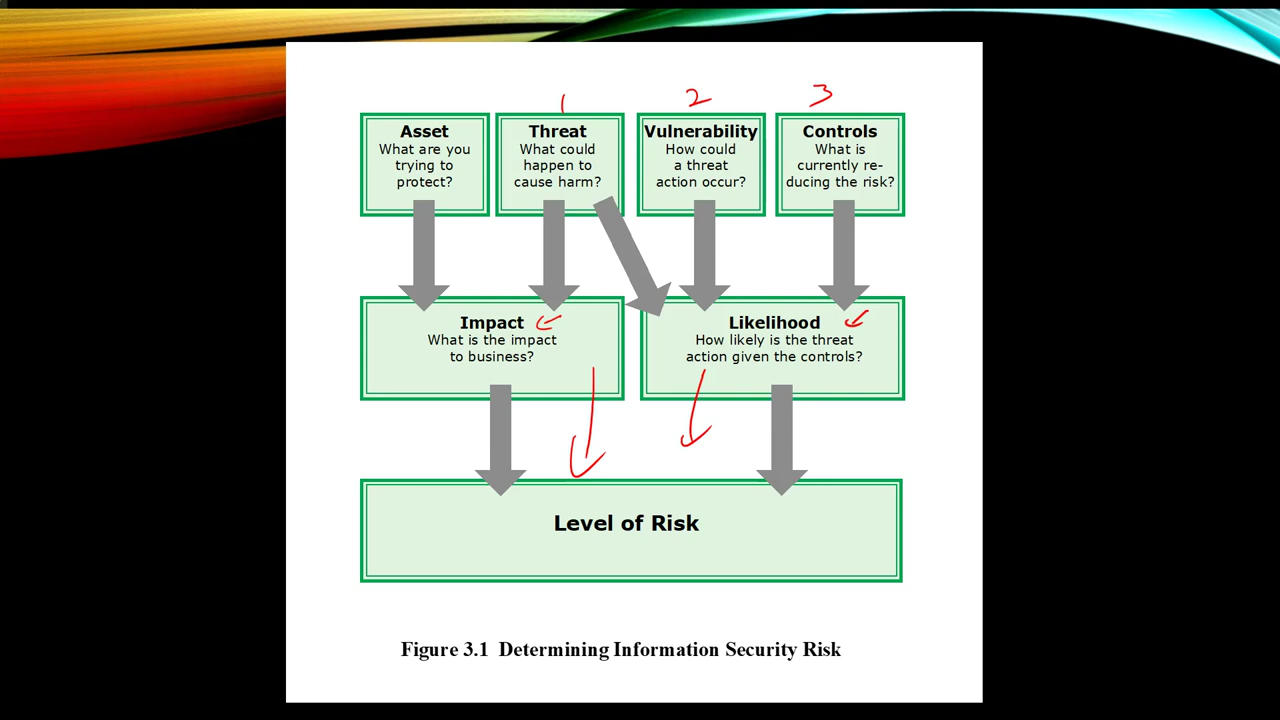 1 2 3
Asset
What are you
trying to
protect?
Threat
What could
happen to
cause harm?
Vulnerability
How could
a threat
action occur?
Controls
What is
currently re-
ducing the risk?
Impact
What is the impact
to business?
Likelihood
How likely is the threat
action given the controls?
Level of Risk
Figure 3.1 Determining Information Security Risk